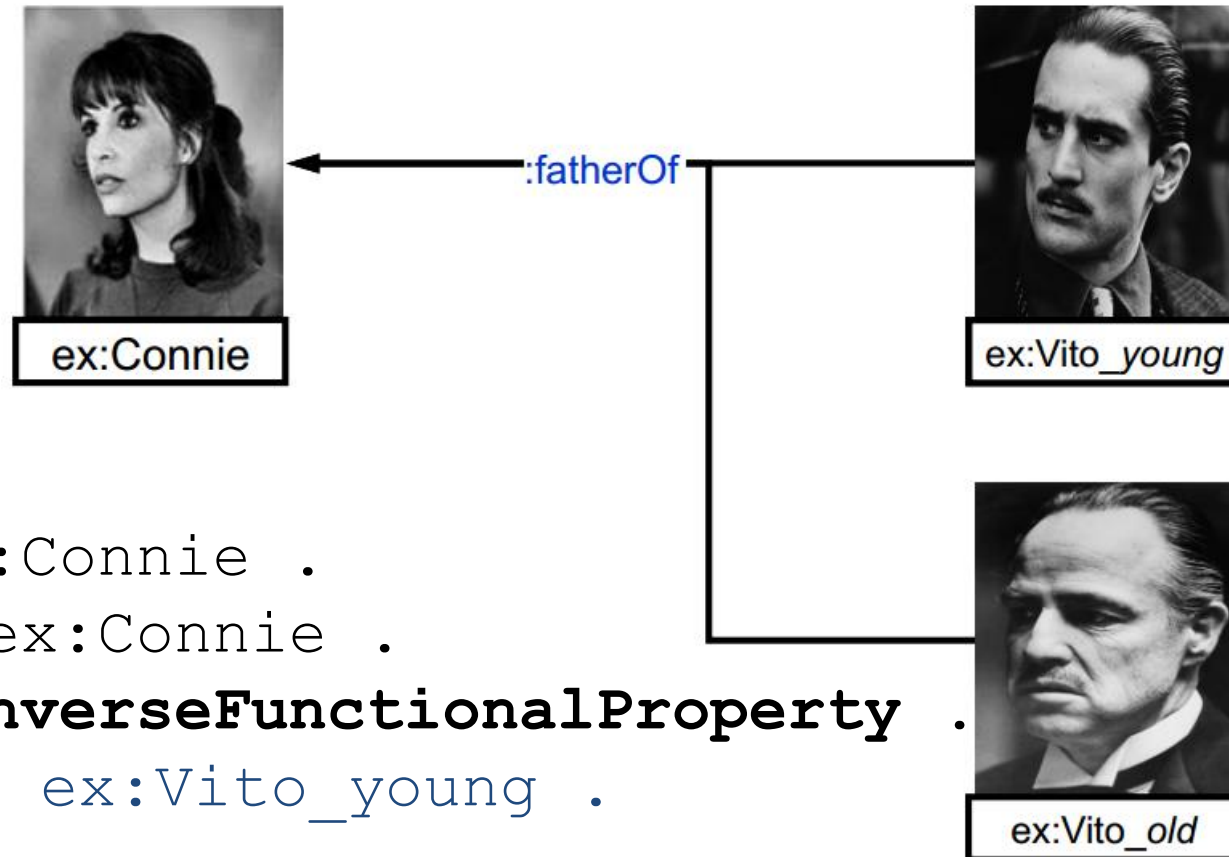 :fatherOf
ex:Connie
ex:Vito_young
:Connie .
ex:Connie .
nverseFunctionalProperty .
ex:Vito_young .
ex:Vito_old